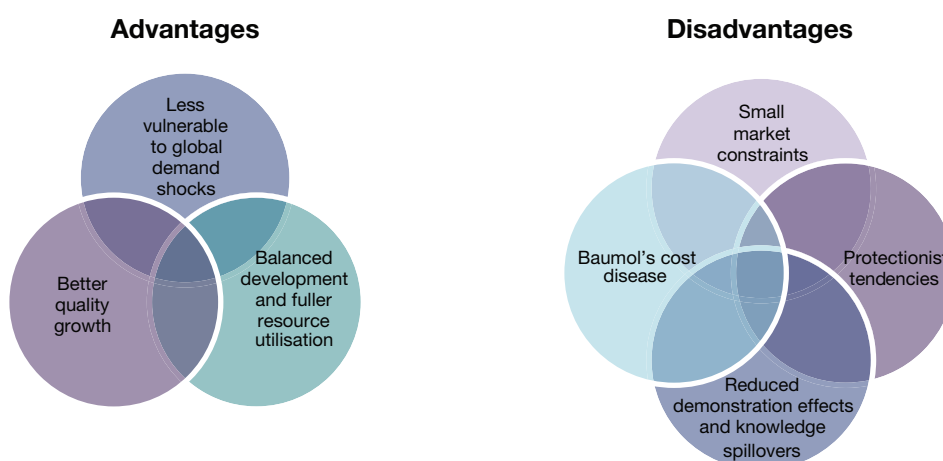 Advantages
Less
vulnerable
to global
demand
shocks
Better
quality
growth
Balanced
development
and fuller
resource
utilisation
Disadvantages
Small
market
constraints
Baumol's cost
disease
Protectionist
tendencies
Reduced
demonstration effects
and knowledge
spillovers